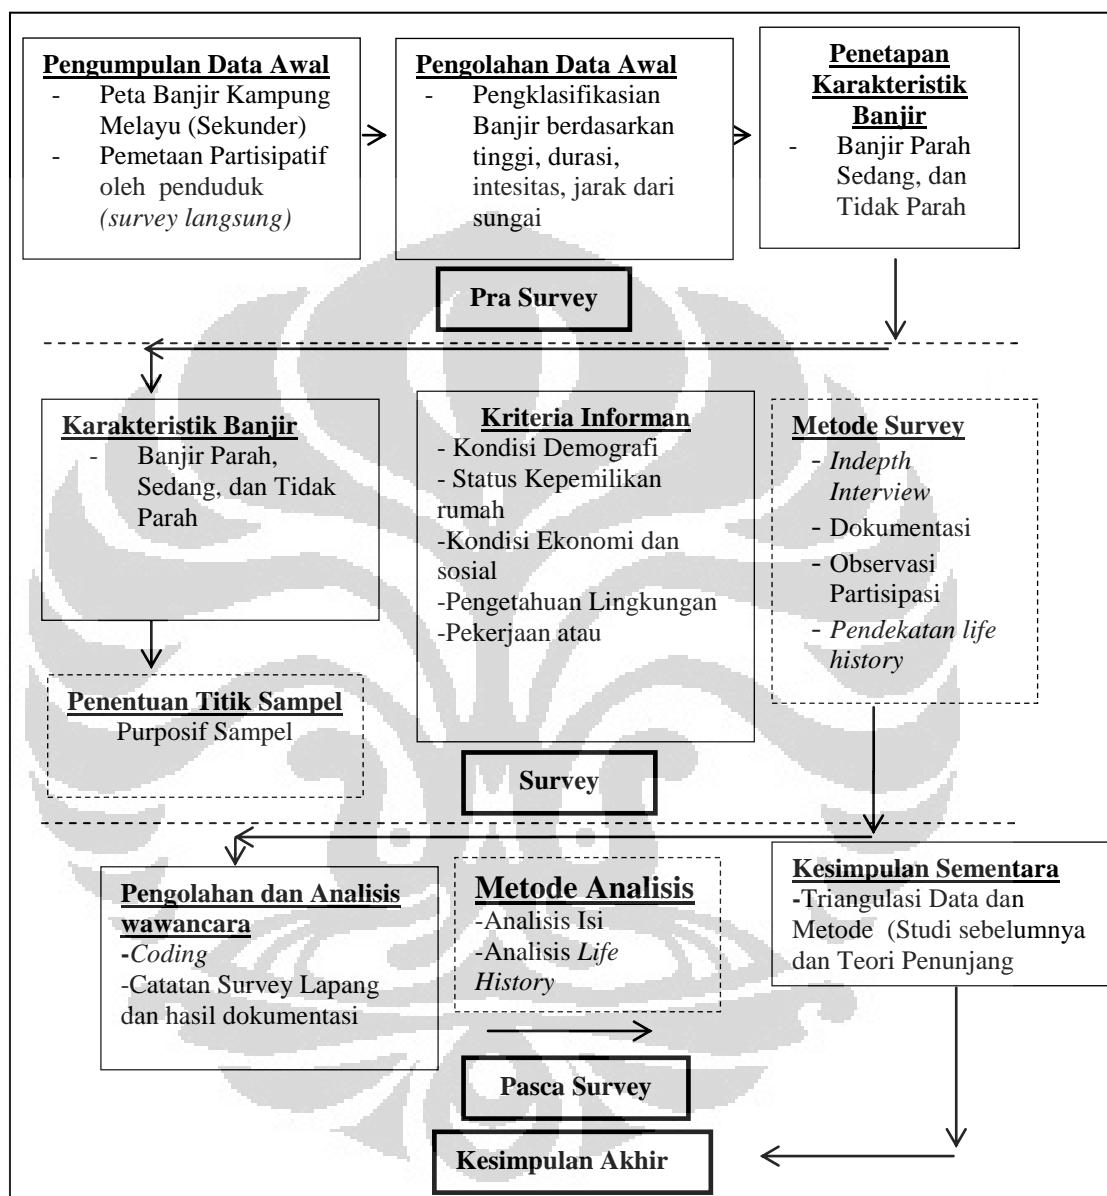 Pengumpulan Data Awal
- Peta Banjir Kampung
Melayu (Sekunder)
- Pemetaan Partisipatif
oleh penduduk
(survey langsung)
Pengolahan Data Awal
- Pengklasifikasian
Banjir berdasarkan
tinggi, durasi,
intesitas, jarak dari
sungai
Penetapan
Karakteristik
Banjir
- Banjir Parah
Sedang, dan
Tidak Parah
Pra Survey
Karakteristik Banjir
- Banjir Parah,
Sedang, dan Tidak
Parah
Kriteria Informan
- Kondisi Demografi
- Status Kepemilikan
rumah
-Kondisi Ekonomi dan
sosial
-Pengetahuan Lingkungan
-Pekerjaan atau
Metode Survey
- Indepth
Interview
- Dokumentasi
- Observasi
Partisipasi
- Pendekatan life
history
Penentuan Titik Sampel
Purposif Sampel
Survey
Pengolahan dan Analisis
wawancara
-Coding
-Catatan Survey Lapang
dan hasil dokumentasi
Metode Analisis
-Analisis Isi
-Analisis Life
History
Kesimpulan Sementara
-Triangulasi Data dan
Metode (Studi sebelumnya
dan Teori Penunjang
Pasca Survey
Kesimpulan Akhir